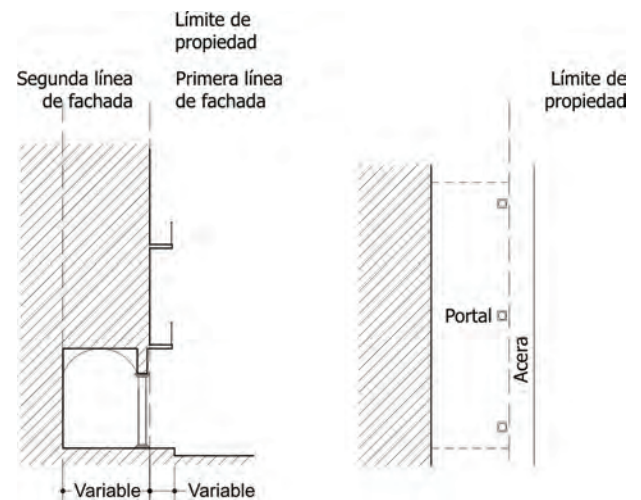 Límite de
propiedad
Segunda línea
de fachada
Primera línea
de fachada
Variable
Variable
Límite de
propiedad
Portal
Acera